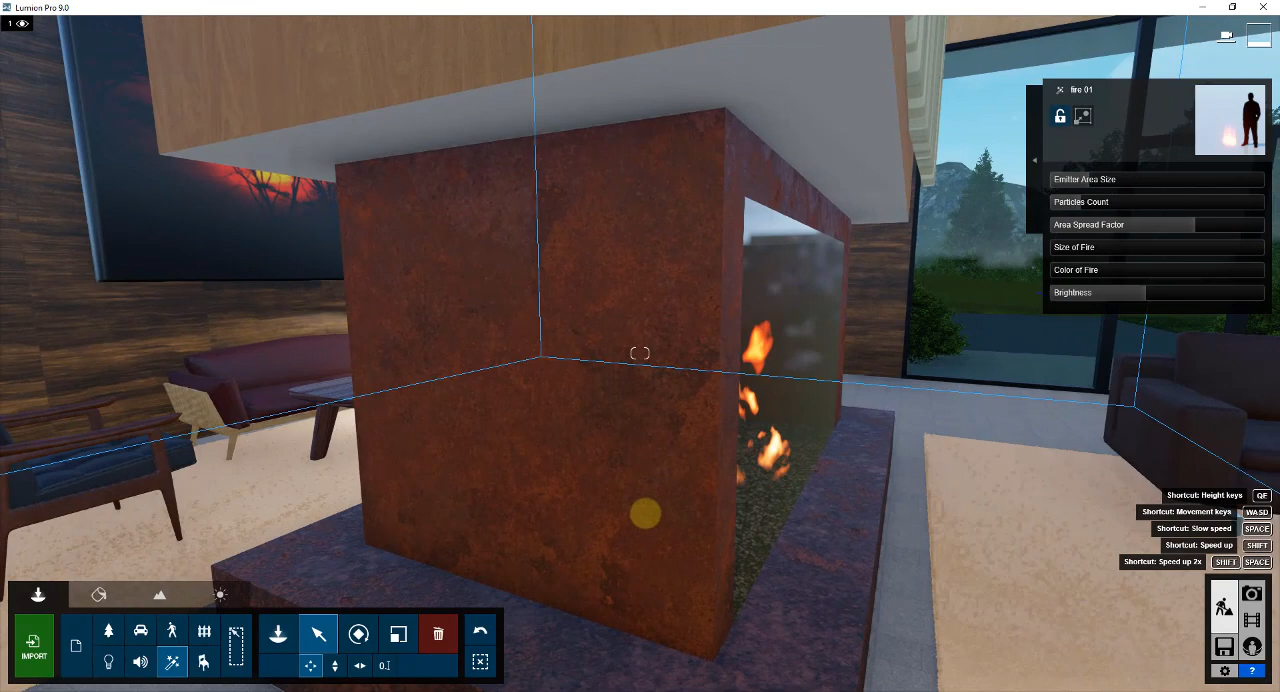 Lumion Pro 9.0
1
fire 01
Emitter Area Size
Particles Count
Area Spread Factor
Size of Fire
Color of Fire
Brightness
Shortcut: Height keys QE
Shortcut: Movement keys WASD
Shortcut: Slow speed SPACE
Shortcut: Speed up SHIFT
Shortcut: Speed up 2x SHIFT SPACE
IMPORT
?